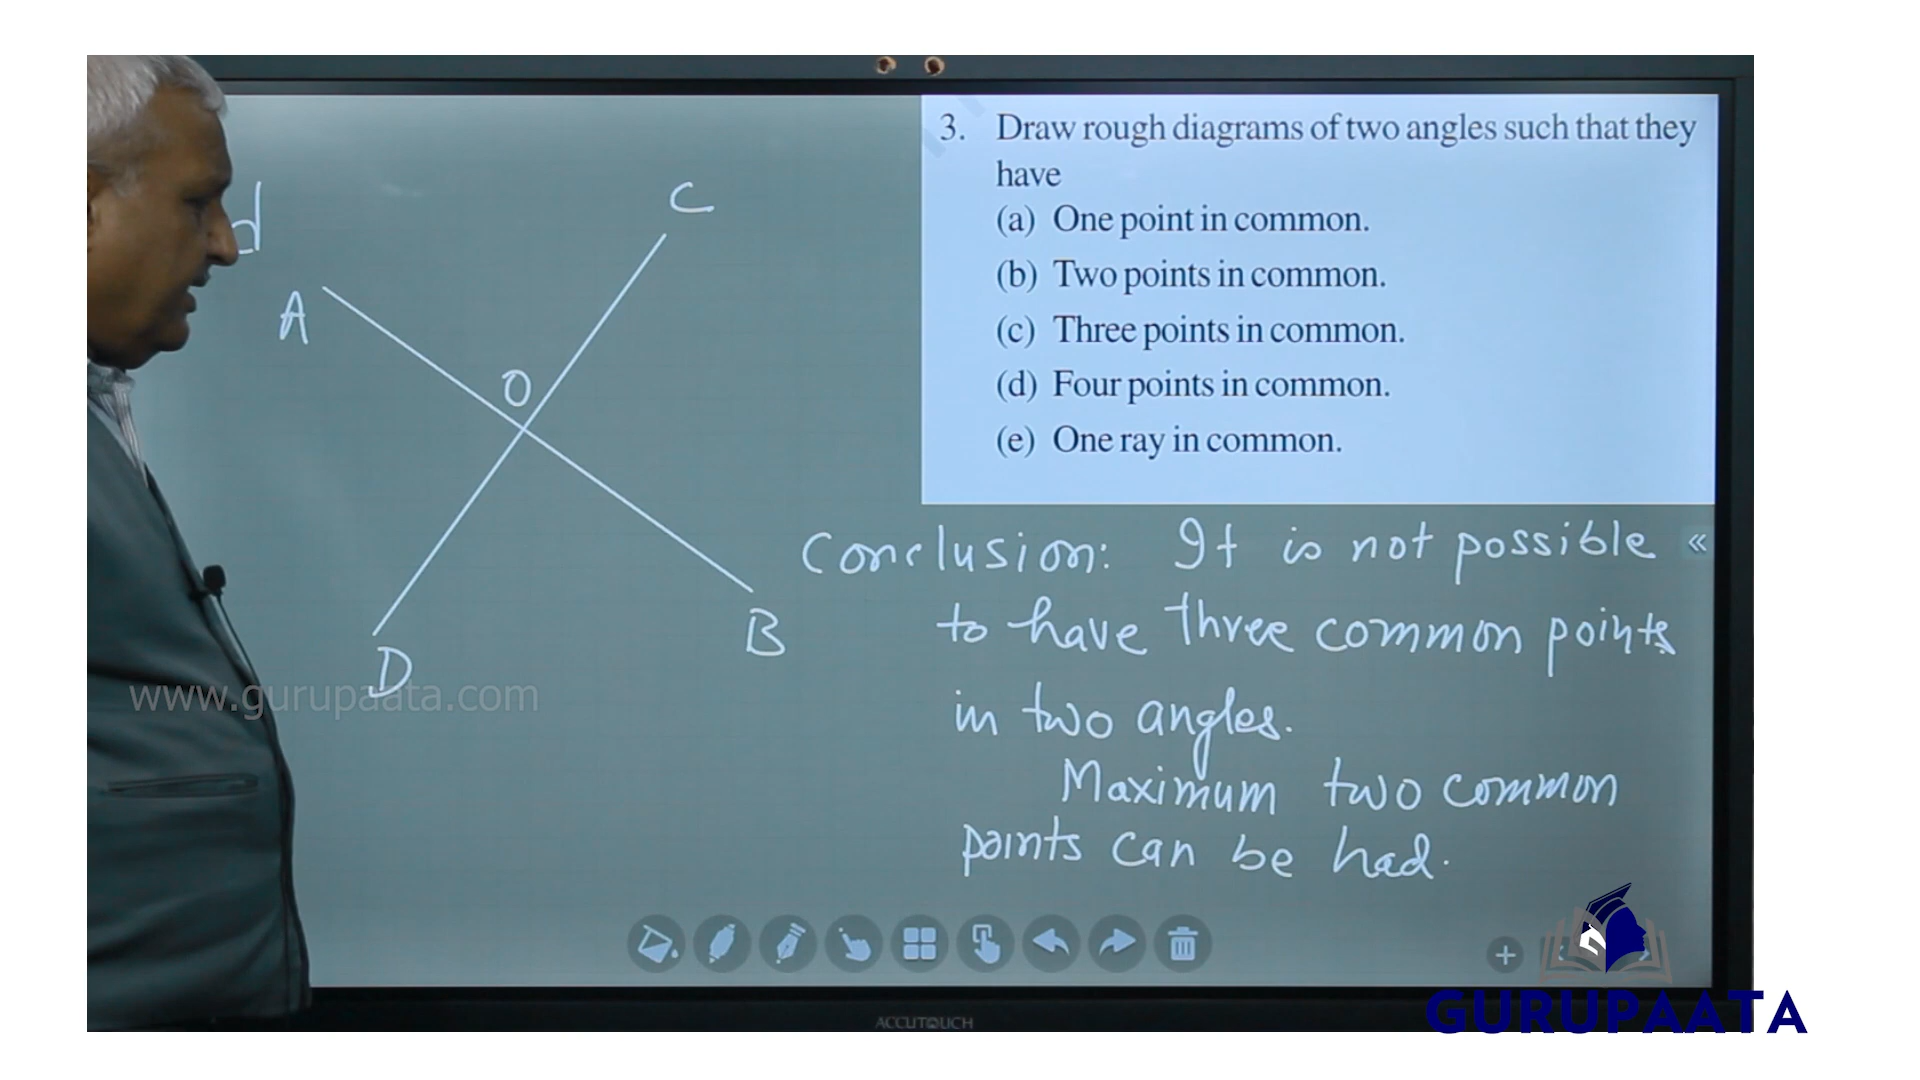 3. Draw rough diagrams of two angles such that they
have
(a) One point in common.
(b) Two points in common.
(c) Three points in common.
(d) Four points in common.
(e) One ray in common.
d
A
C
O
D
B
Conclusion: It is not possible «
to have three common points
in two angles.
Maximum two common
points can be had.
www.gurupaata.com
ACCUTOUCH
GURUPAATA